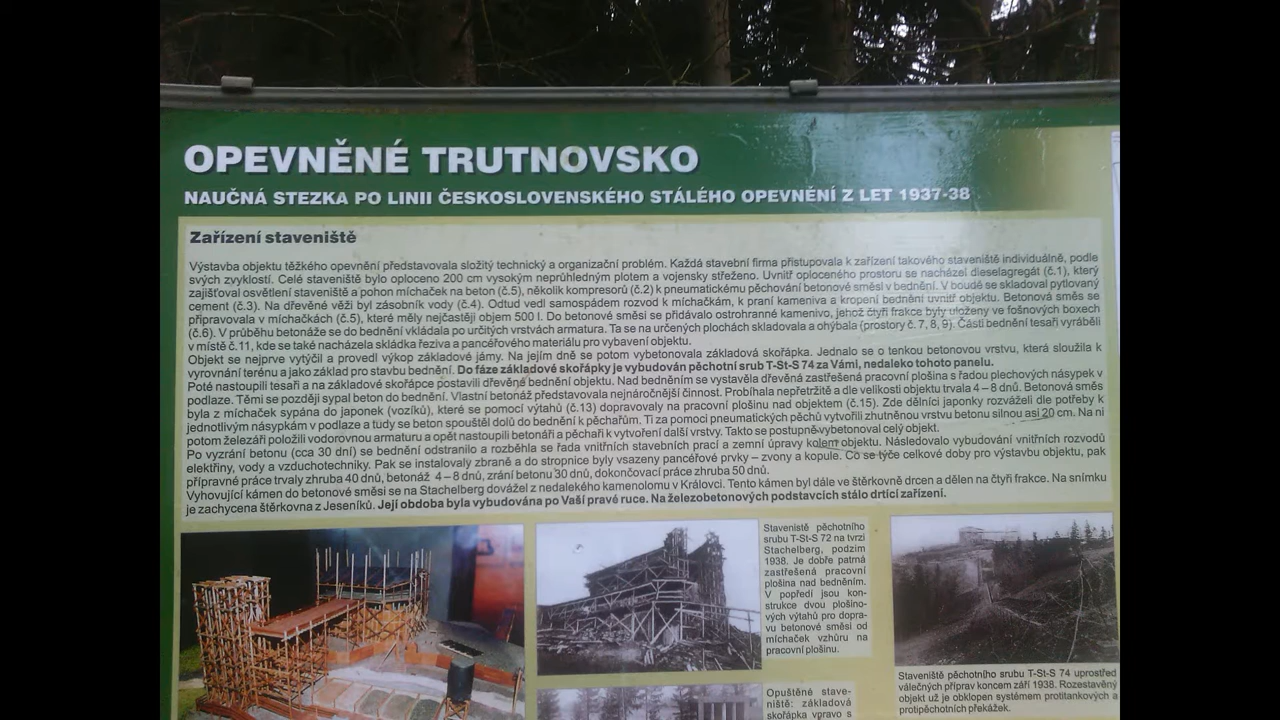 OPEVNĚNÉ TRUTNOVSKO
NAUČNÁ STEZKA PO LINII ČESKOSLOVENSKÉHO STÁLÉHO OPEVNĚNÍ Z LET 1937-38
Zařízení staveniště
Výstavba objektu těžkého opevnění představovala složitý technický a organizační problém. Každá stavební firma přistupovala k zařízení takového staveniště individuálně, podle
svých zvyklostí. Celé staveniště bylo oploceno 200 cm vysokým neprůhledným plotem a vojensky střeženo. Uvnitř oploceného prostoru se nacházel dieselagregát (č.1), který
zajišťoval osvětlení staveniště a pohon míchaček na beton (č.5), několik kompresorů (č.2) k pneumatickému pěchování betonové směsi v bednění. V boudě se skladoval pytlovaný
cement (č.3). Na dřevěné věži byl zásobník vody (č.4). Odtud vedl samospádem rozvod k míchačkám, k praní kameniva a kropení bednění uvnitř objektu. Betonová směs se
připravovala v míchačkách (č.5), které měly nejčastěji objem 500 l. Do betonové směsi se přidávalo ostrohranné kamenivo, jehož čtyři frakce byly uloženy ve fošnových boxech
(č.6). V průběhu betonáže se do bednění vkládala po určitých vrstvách armatura. Ta se na určených plochách skladovala a ohýbala (prostory č. 7, 8, 9). Části bednění tesaři vyráběli
v místě č.11, kde se také nacházela skládka řeziva a pancéřového materiálu pro vybavení objektu.
Objekt se nejprve vytýčil a provedl výkop základové jámy. Na jejím dně se potom vybetonovala základová skořápka. Jednalo se o tenkou betonovou vrstvu, která sloužila k
vyrovnání terénu a jako základ pro stavbu bednění. Do fáze základové skořápky je vybudován pěchotní srub T-St-S 74 za Vámi, nedaleko tohoto panelu.
Poté nastoupili tesaři a na základové skořápce postavili dřevěné bednění objektu. Nad bedněním se vystavěla dřevěná zastřešená pracovní plošina s řadou plechových násypek v
podlaze. Těmi se později sypal beton do bednění. Vlastní betonáž představovala nejnáročnější činnost. Probíhala nepřetržitě a dle velikosti objektu trvala 4 – 8 dnů. Betonová směs
byla z míchaček sypána do japonek (vozíků), které se pomocí výtahů (č.13) dopravovaly na pracovní plošinu nad objektem (č.15). Zde dělníci japonky rozváželi dle potřeby k
jednotlivým násypkám v podlaze a tudy se beton spouštěl dolů do bednění k pěchařům. Ti za pomoci pneumatických pěchů vytvořili zhutněnou vrstvu betonu silnou asi 20 cm. Na ni
potom železáři položili vodorovnou armaturu a opět nastoupili betonáři a pěchaři k vytvoření další vrstvy. Takto se postupně vybetonoval celý objekt.
Po vyzrání betonu (cca 30 dní) se bednění odstranilo a rozběhla se řada vnitřních stavebních prací a zemní úpravy kolem objektu. Následovalo vybudování vnitřních rozvodů
elektřiny, vody a vzduchotechniky. Pak se instalovaly zbraně a do stropnice byly vsazeny pancéřové prvky – zvony a kopule. Co se týče celkové doby pro výstavbu objektu, pak
přípravné práce trvaly zhruba 40 dnů, betonáž 4 – 8 dnů, zrání betonu 30 dnů, dokončovací práce zhruba 50 dnů.
Vyhovující kámen do betonové směsi se na Stachelberg dovážel z nedalekého kamenolomu v Královci. Tento kámen byl dále ve štěrkovně drcen a dělen na čtyři frakce. Na snímku
je zachycena štěrkovna z Jeseníků. Její obdoba byla vybudována po Vaší pravé ruce. Na železobetonových podstavcích stálo drtící zařízení.
Staveniště pěchotního
srubu T-St-S 72 na tvrzi
Stachelberg, podzim
1938. Je dobře patrná
zastřešená pracovní
plošina nad bedněním.
V popředí jsou kon-
strukce dvou plošino-
vých výtahů pro dopra-
vu betonové směsi od
míchaček vzhůru na
pracovní plošinu.
Opuštěné stave-
niště: základová
skořápka vpravo s
Staveniště pěchotního srubu T-St-S 74 uprostřed
válečných příprav koncem září 1938. Rozestavěný
objekt už je obklopen systémem protitankových a
protipěchotních překážek.